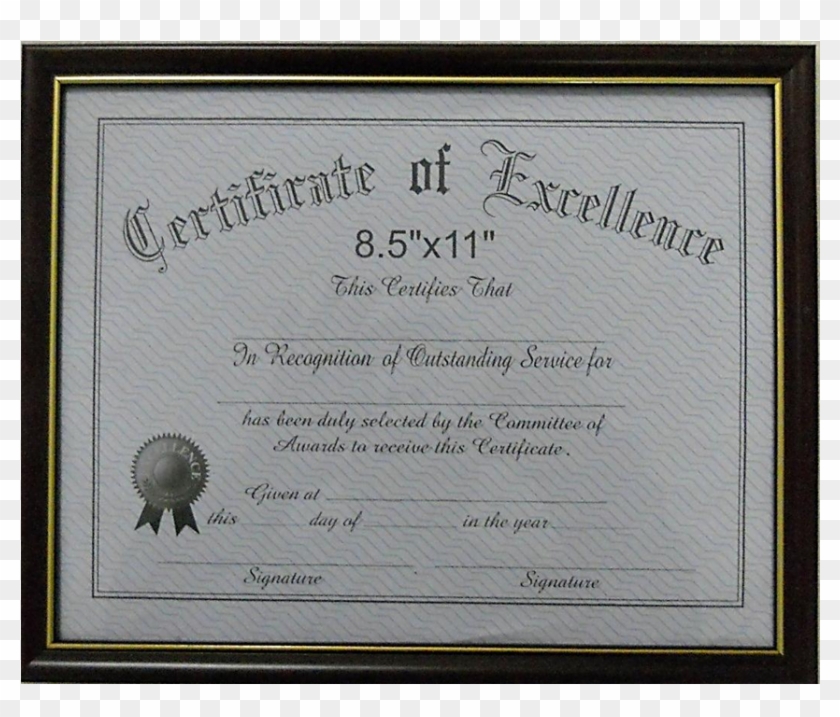 Certificate of Excellence
8.5"x11"
This Certifies That
In Recognition of Outstanding Service for
has been duly selected by the Committee of
Awards to receive this Certificate.
EXCELLENCE
Given at
this day of in the year
Signature Signature